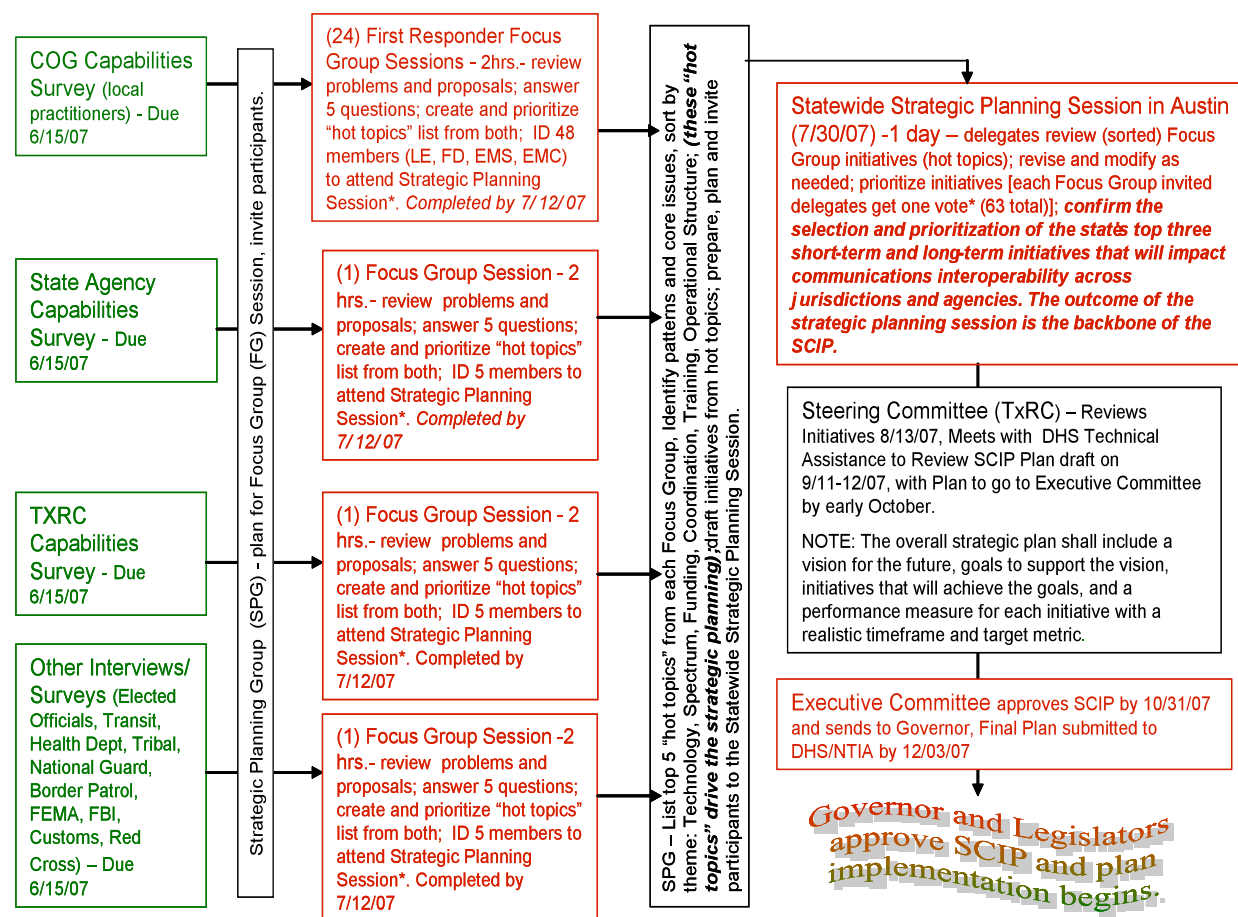 COG Capabilities
Survey (local
practitioners) - Due
6/15/07
State Agency
Capabilities
Survey - Due
6/15/07
TXRC
Capabilities
Survey - Due
6/15/07
Other Interviews/
Surveys (Elected
Officials, Transit,
Health Dept, Tribal,
National Guard,
Border Patrol,
FEMA, FBI,
Customs, Red
Cross) – Due
6/15/07
Strategic Planning Group (SPG) - plan for Focus Group (FG) Session, invite participants.
(24) First Responder Focus
Group Sessions - 2hrs.- review
problems and proposals; answer
5 questions; create and prioritize
“hot topics” list from both; ID 48
members (LE, FD, EMS, EMC)
to attend Strategic Planning
Session*. Completed by 7/12/07
(1) Focus Group Session - 2
hrs.- review problems and
proposals; answer 5 questions;
create and prioritize “hot topics”
list from both; ID 5 members to
attend Strategic Planning
Session*. Completed by
7/12/07
(1) Focus Group Session - 2
hrs.- review problems and
proposals; answer 5 questions;
create and prioritize “hot topics”
list from both; ID 5 members to
attend Strategic Planning
Session*. Completed by
7/12/07
(1) Focus Group Session -2
hrs.- review problems and
proposals; answer 5 questions;
create and prioritize “hot topics”
list from both; ID 5 members to
attend Strategic Planning
Session*. Completed by
7/12/07
SPG – List top 5 “hot topics” from each Focus Group, Identify patterns and core issues, sort by
theme: Technology, Spectrum, Funding, Coordination, Training, Operational Structure; (these “hot
topics” drive the strategic planning);draft initiatives from hot topics; prepare, plan and invite
participants to the Statewide Strategic Planning Session.
Statewide Strategic Planning Session in Austin
(7/30/07) -1 day – delegates review (sorted) Focus
Group initiatives (hot topics); revise and modify as
needed; prioritize initiatives [each Focus Group invited
delegates get one vote* (63 total)]; confirm the
selection and prioritization of the state’s top three
short-term and long-term initiatives that will impact
communications interoperability across
jurisdictions and agencies. The outcome of the
strategic planning session is the backbone of the
SCIP.
Steering Committee (TxRC) – Reviews
Initiatives 8/13/07, Meets with DHS Technical
Assistance to Review SCIP Plan draft on
9/11-12/07, with Plan to go to Executive Committee
by early October.
NOTE: The overall strategic plan shall include a
vision for the future, goals to support the vision,
initiatives that will achieve the goals, and a
performance measure for each initiative with a
realistic timeframe and target metric.
Executive Committee approves SCIP by 10/31/07
and sends to Governor, Final Plan submitted to
DHS/NTIA by 12/03/07
Governor and Legislators
approve SCIP and plan
implementation begins.